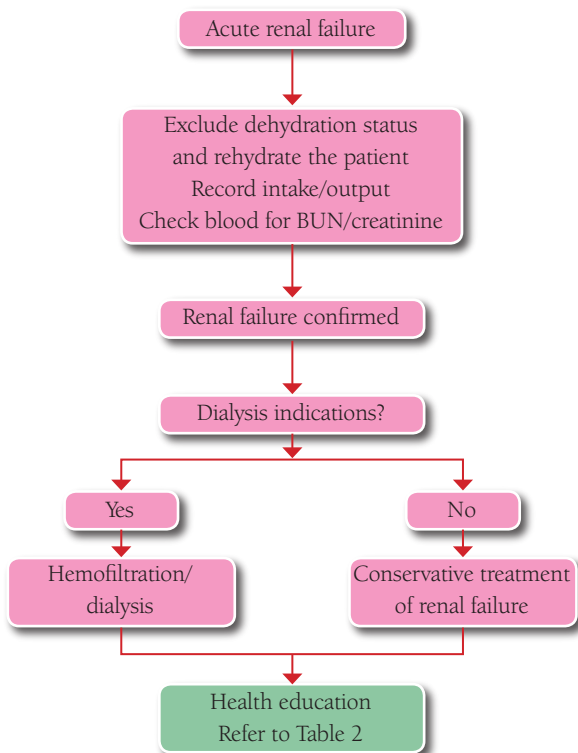 Acute renal failure
Exclude dehydration status
and rehydrate the patient
Record intake/output
Check blood for BUN/creatinine
Renal failure confirmed
Dialysis indications?
Yes
No
Hemofiltration/
dialysis
Conservative treatment
of renal failure
Health education
Refer to Table 2